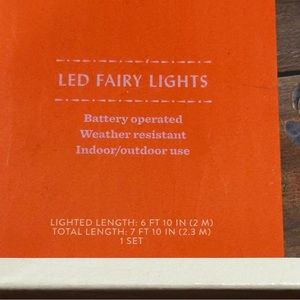 LED FAIRY LIGHTS
Battery operated
Weather resistant
Indoor/outdoor use
LIGHTED LENGTH: 6 FT 10 IN (2 M)
TOTAL LENGTH: 7 FT 10 IN (2.3 M)
1 SET